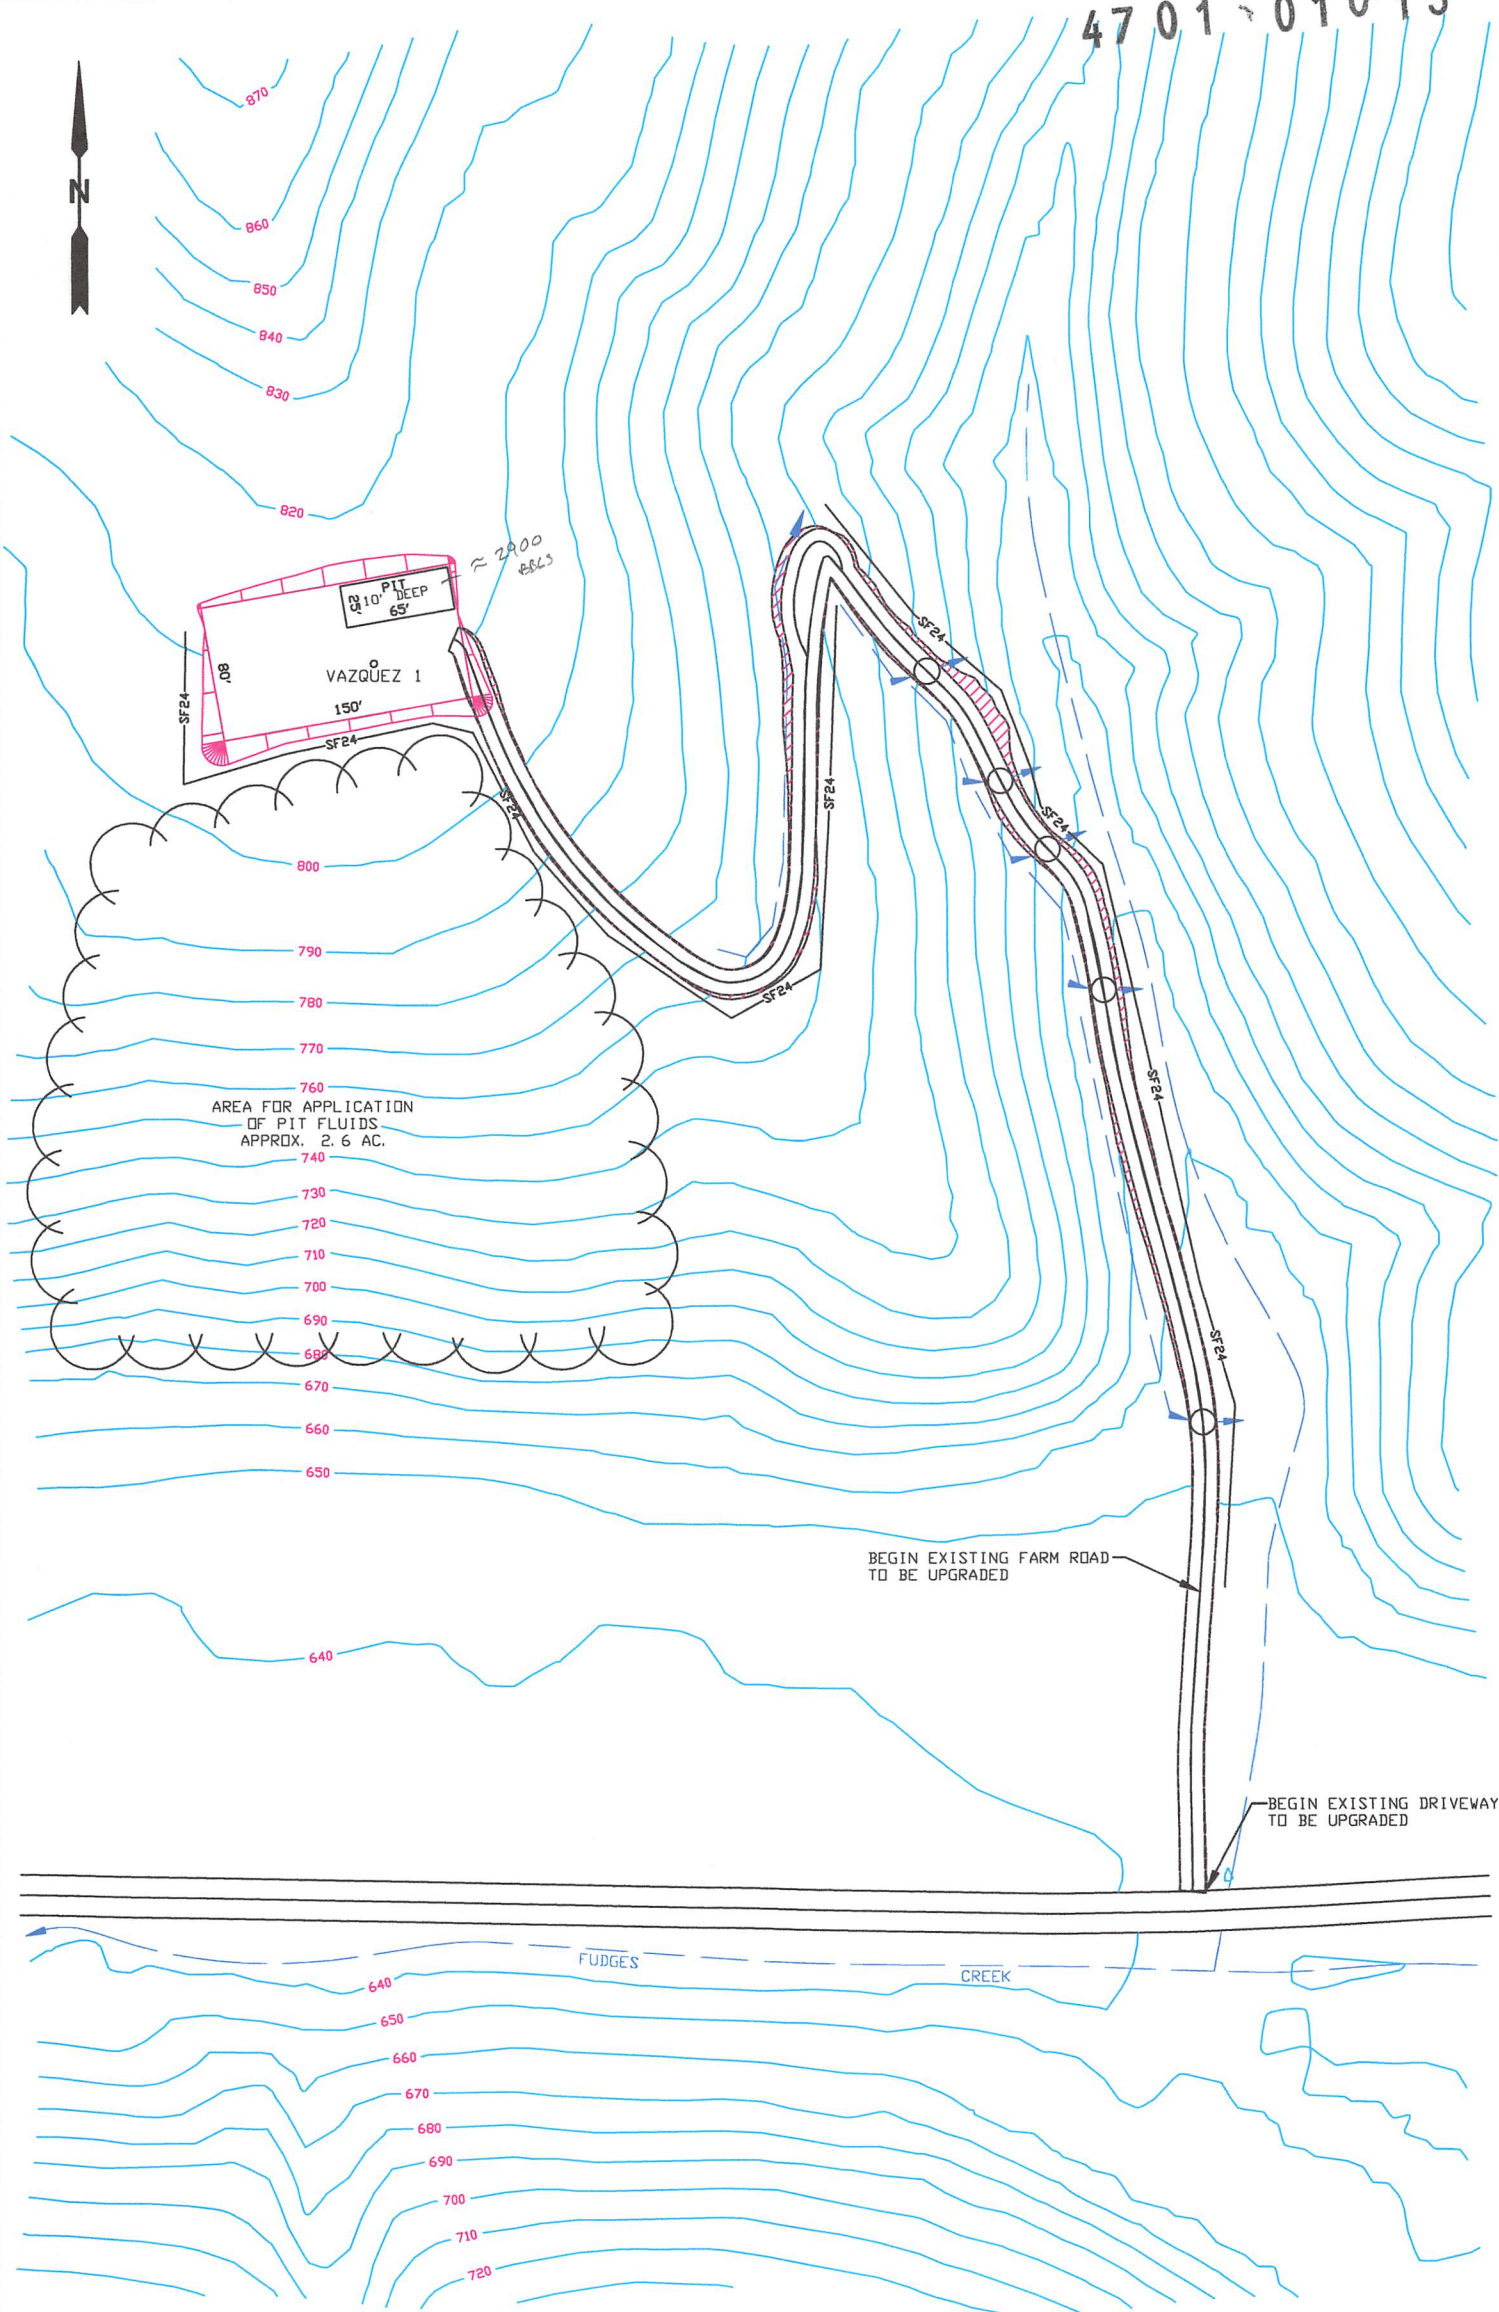 4701
N
870
860
850
840
830
820
≈ 2900
BBLS
PIT
10' DEEP
25'
65'
80'
VAZQUEZ 1
150'
SF24
SF24
SF24
SF24
SF24
SF24
SF24
SF24
SF24
800
790
780
770
760
AREA FOR APPLICATION
OF PIT FLUIDS
APPROX. 2.6 AC.
740
730
720
710
700
690
680
670
660
650
BEGIN EXISTING FARM ROAD
TO BE UPGRADED
640
BEGIN EXISTING DRIVEWAY
TO BE UPGRADED
FUDGES CREEK
640
650
660
670
680
690
700
710
720